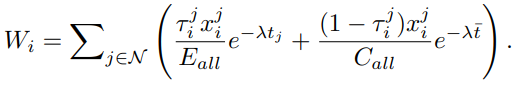 W_i = \sum_{j \in \mathcal{N}} \left( \frac{\tau_i^j x_i^j}{E_{all}} e^{-\lambda t_j} + \frac{(1 - \tau_i^j) x_i^j}{C_{all}} e^{-\lambda \bar{t}} \right).